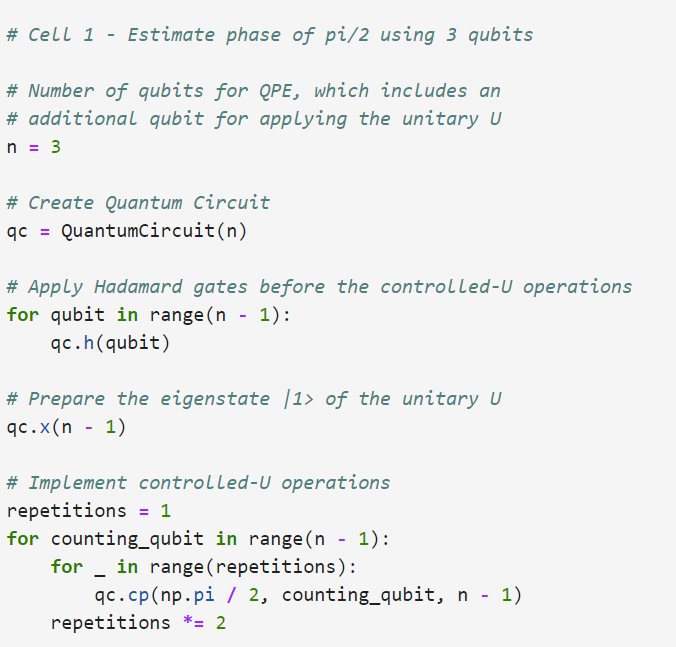 # Cell 1 - Estimate phase of pi/2 using 3 qubits
# Number of qubits for QPE, which includes an
# additional qubit for applying the unitary U
n = 3
# Create Quantum Circuit
qc = QuantumCircuit(n)
# Apply Hadamard gates before the controlled-U operations
for qubit in range(n - 1):
    qc.h(qubit)
# Prepare the eigenstate |1> of the unitary U
qc.x(n - 1)
# Implement controlled-U operations
repetitions = 1
for counting_qubit in range(n - 1):
    for _ in range(repetitions):
        qc.cp(np.pi / 2, counting_qubit, n - 1)
    repetitions *= 2